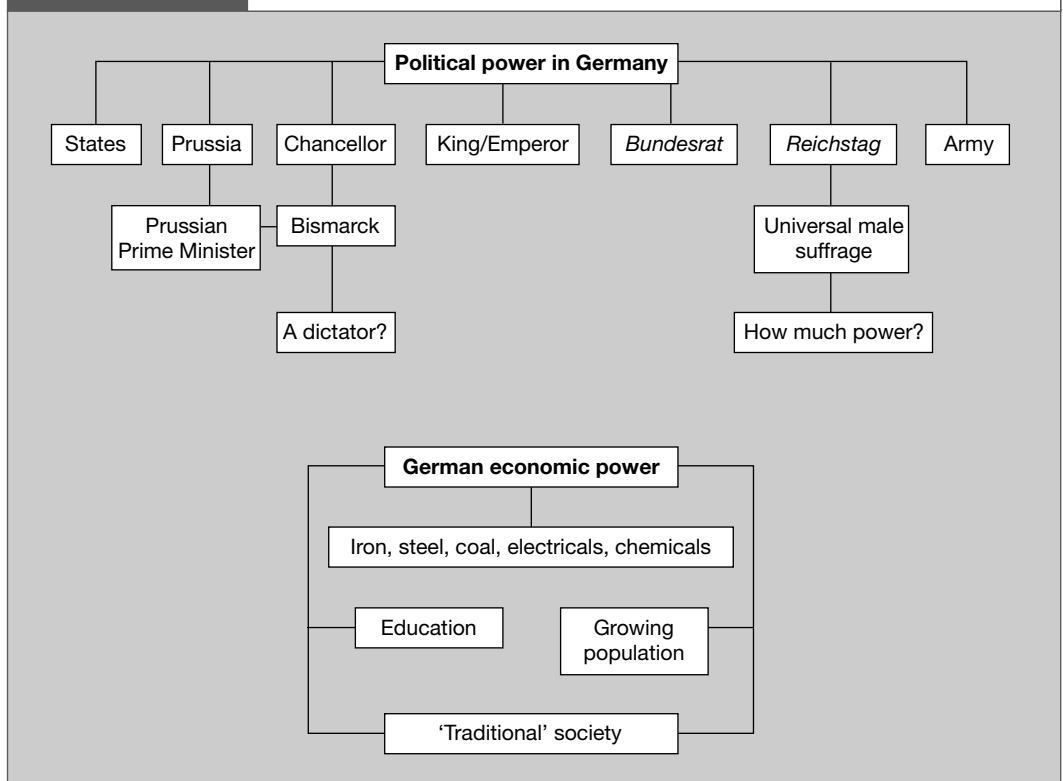 Political power in Germany
States
Prussia
Chancellor
King/Emperor
Bundesrat
Reichstag
Army
Prussian
Prime Minister
Bismarck
Universal male
suffrage
A dictator?
How much power?
German economic power
Iron, steel, coal, electricals, chemicals
Education
Growing
population
‘Traditional’ society